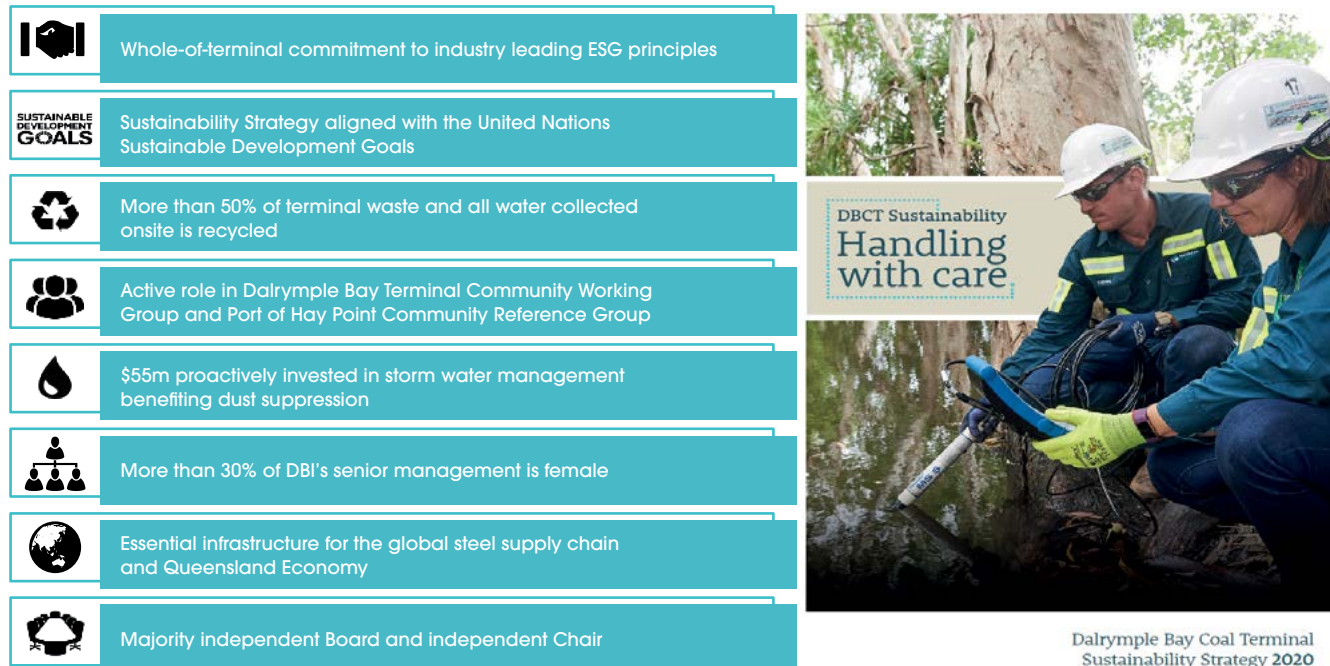 Whole-of-terminal commitment to industry leading ESG principles
SUSTAINABLE
DEVELOPMENT
GOALS
Sustainability Strategy aligned with the United Nations
Sustainable Development Goals
More than 50% of terminal waste and all water collected
onsite is recycled
Active role in Dalrymple Bay Terminal Community Working
Group and Port of Hay Point Community Reference Group
$55m proactively invested in storm water management
benefiting dust suppression
More than 30% of DBI's senior management is female
Essential infrastructure for the global steel supply chain
and Queensland Economy
Majority independent Board and independent Chair
DBCT Sustainability
Handling
with care
17
Dalrymple Bay Coal Terminal
Sustainability Strategy 2020